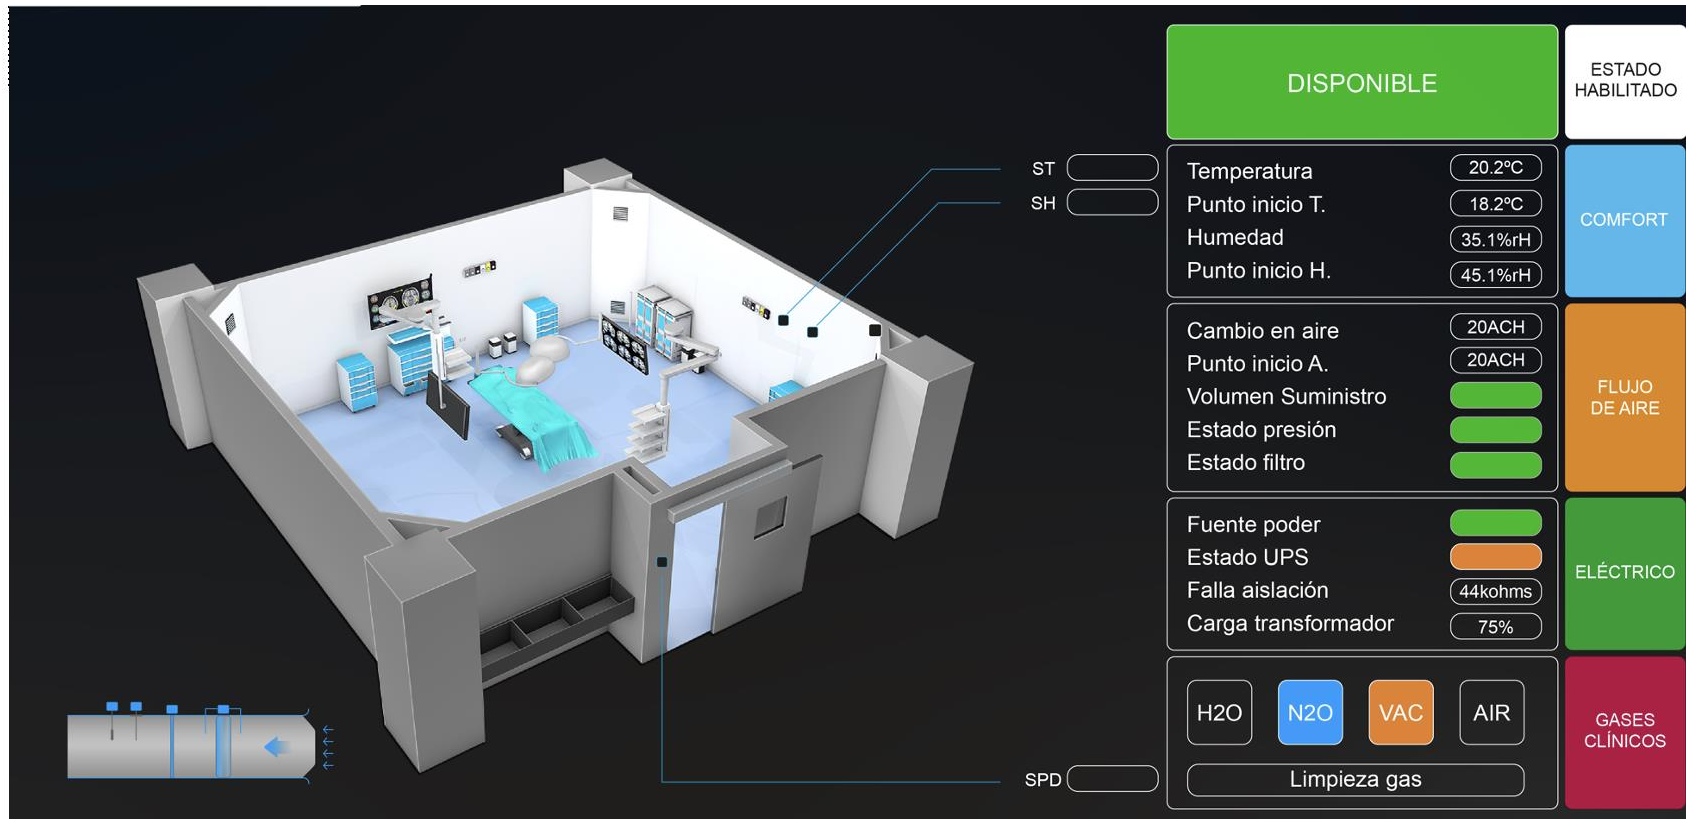 DISPONIBLE
ESTADO
HABILITADO
ST
SH
Temperatura 20.2ºC
Punto inicio T. 18.2ºC
Humedad 35.1%rH
Punto inicio H. 45.1%rH
COMFORT
Cambio en aire 20ACH
Punto inicio A. 20ACH
Volumen Suministro
Estado presión
Estado filtro
FLUJO
DE AIRE
Fuente poder
Estado UPS
Falla aislación 44kohms
Carga transformador 75%
ELÉCTRICO
H2O N2O VAC AIR
Limpieza gas
GASES
CLÍNICOS
SPD